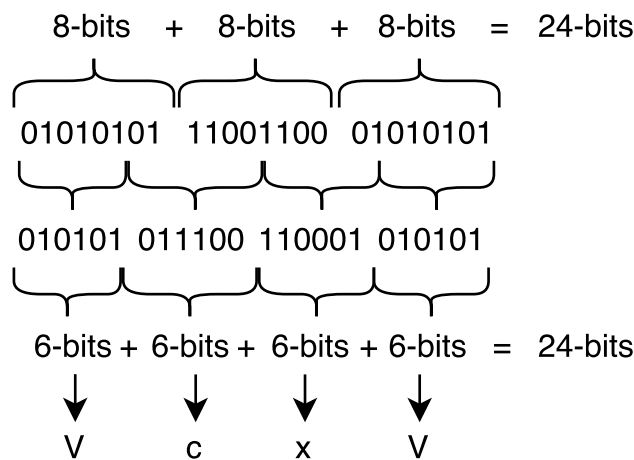 8-bits + 8-bits + 8-bits = 24-bits
01010101 11001100 01010101
010101 011100 110001 010101
6-bits + 6-bits + 6-bits + 6-bits = 24-bits
V c x V